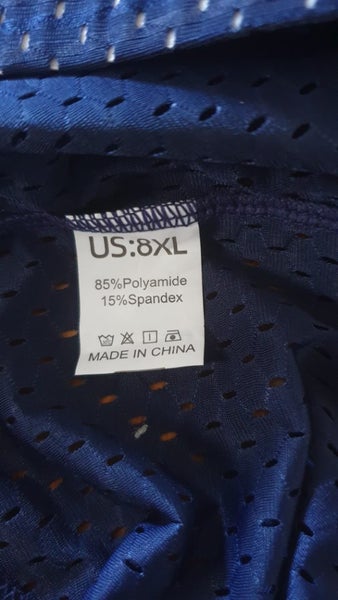 US:8XL
85%Polyamide
15%Spandex
MADE IN CHINA